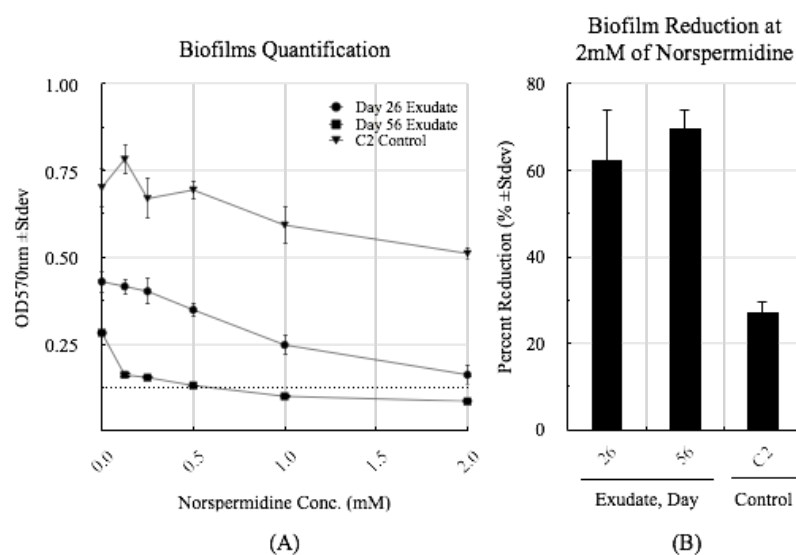 Biofilms Quantification
1.00
0.75
0.50
0.25
OD570nm ±Stdev
Day 26 Exudate
Day 56 Exudate
C2 Control
0.0
0.5
1.0
1.5
2.0
Norspermidine Conc. (mM)
(A)
Biofilm Reduction at
2mM of Norspermidine
80
60
40
20
0
Percent Reduction (% ±Stdev)
26
56
C2
Exudate, Day
Control
(B)